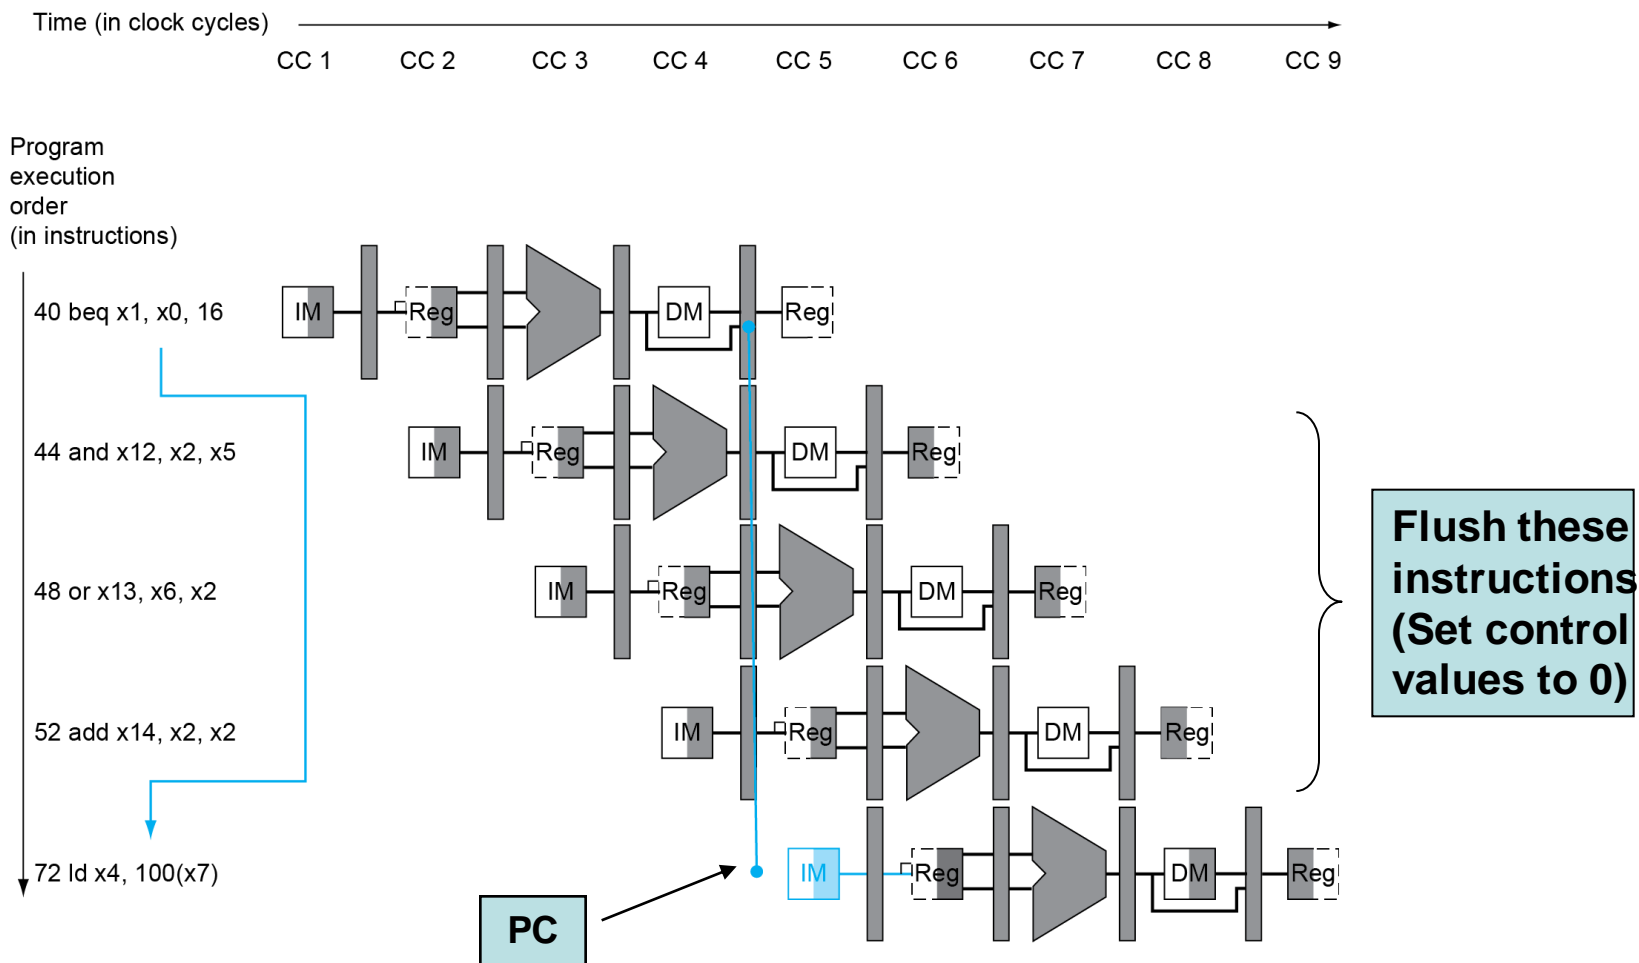 Time (in clock cycles)
CC 1 CC 2 CC 3 CC 4 CC 5 CC 6 CC 7 CC 8 CC 9
Program
execution
order
(in instructions)
40 beq x1, x0, 16
IM Reg DM Reg
44 and x12, x2, x5
IM Reg DM Reg
48 or x13, x6, x2
IM Reg DM Reg
52 add x14, x2, x2
IM Reg DM Reg
72 ld x4, 100(x7)
IM Reg DM Reg
Flush these
instructions
(Set control
values to 0)
PC